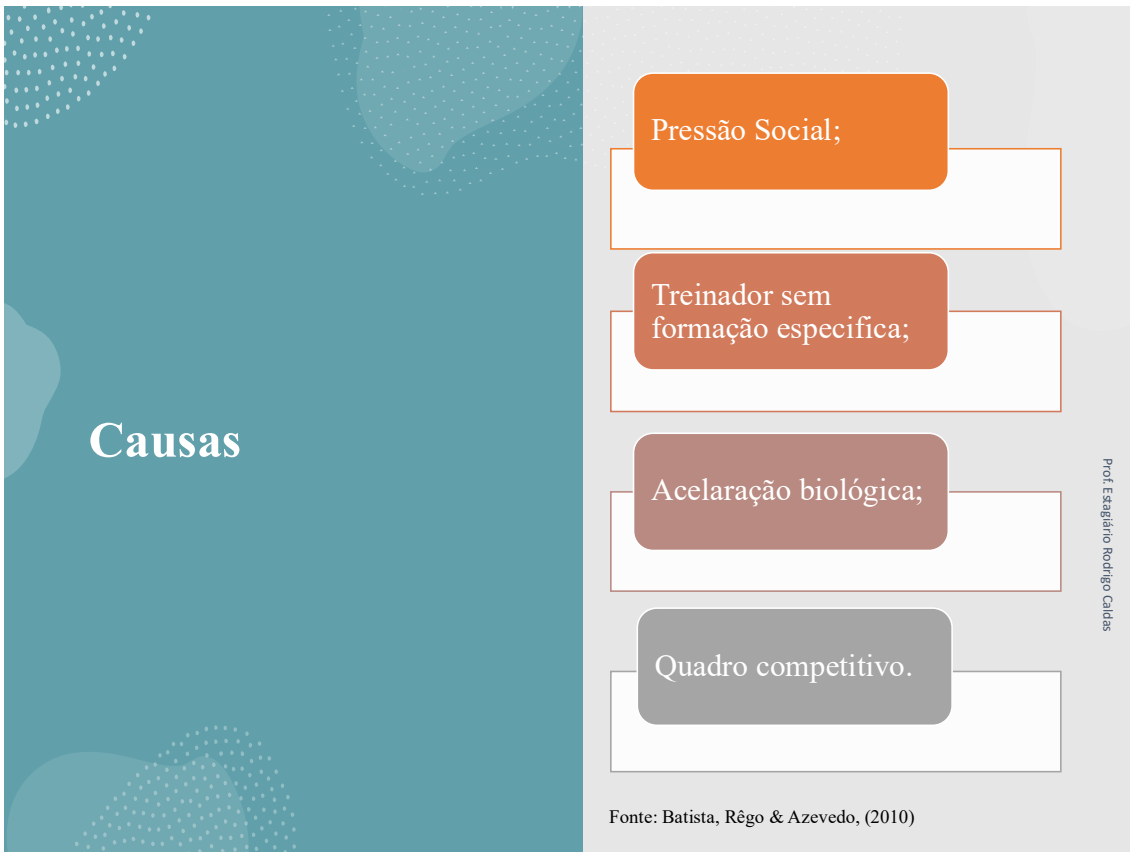 Causas
Pressão Social;
Treinador sem
formação especifica;
Acelaração biológica;
Quadro competitivo.
Fonte: Batista, Rêgo & Azevedo, (2010)
Prof. Estagiário Rodrigo Caldas